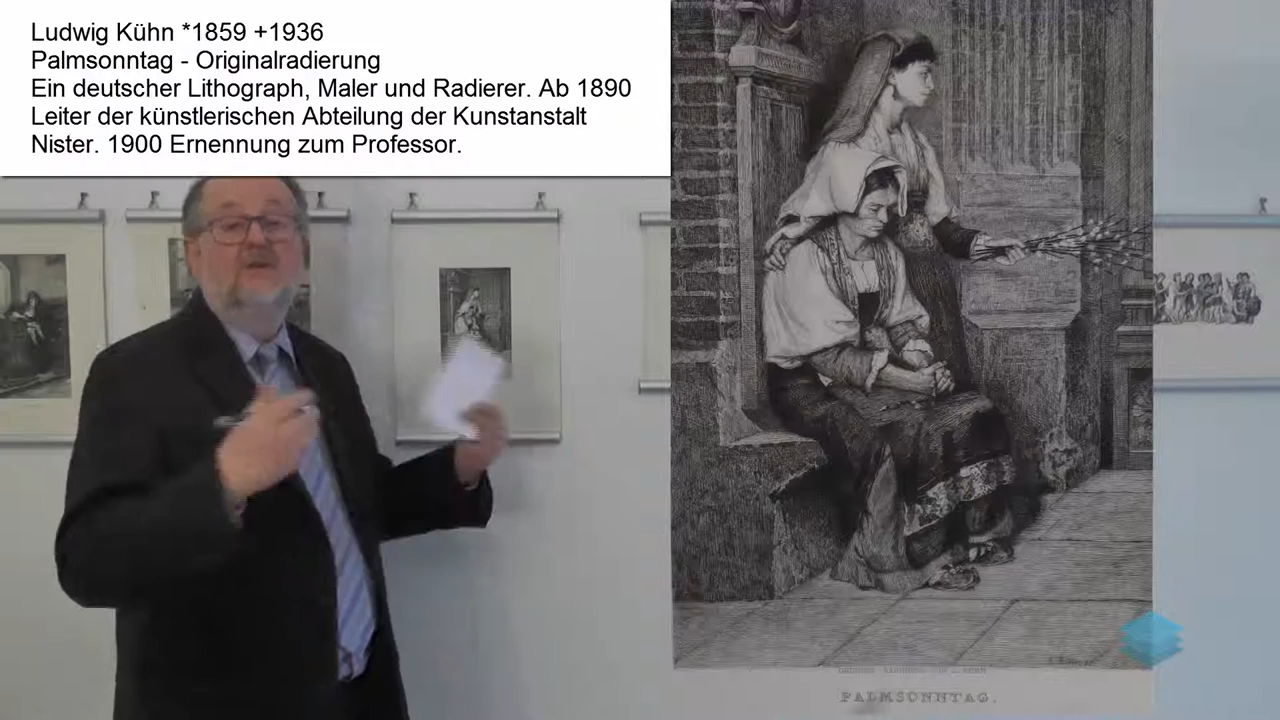 Ludwig Kühn *1859 +1936
Palmsonntag - Originalradierung
Ein deutscher Lithograph, Maler und Radierer. Ab 1890
Leiter der künstlerischen Abteilung der Kunstanstalt
Nister. 1900 Ernennung zum Professor.
PALMSONNTAG.